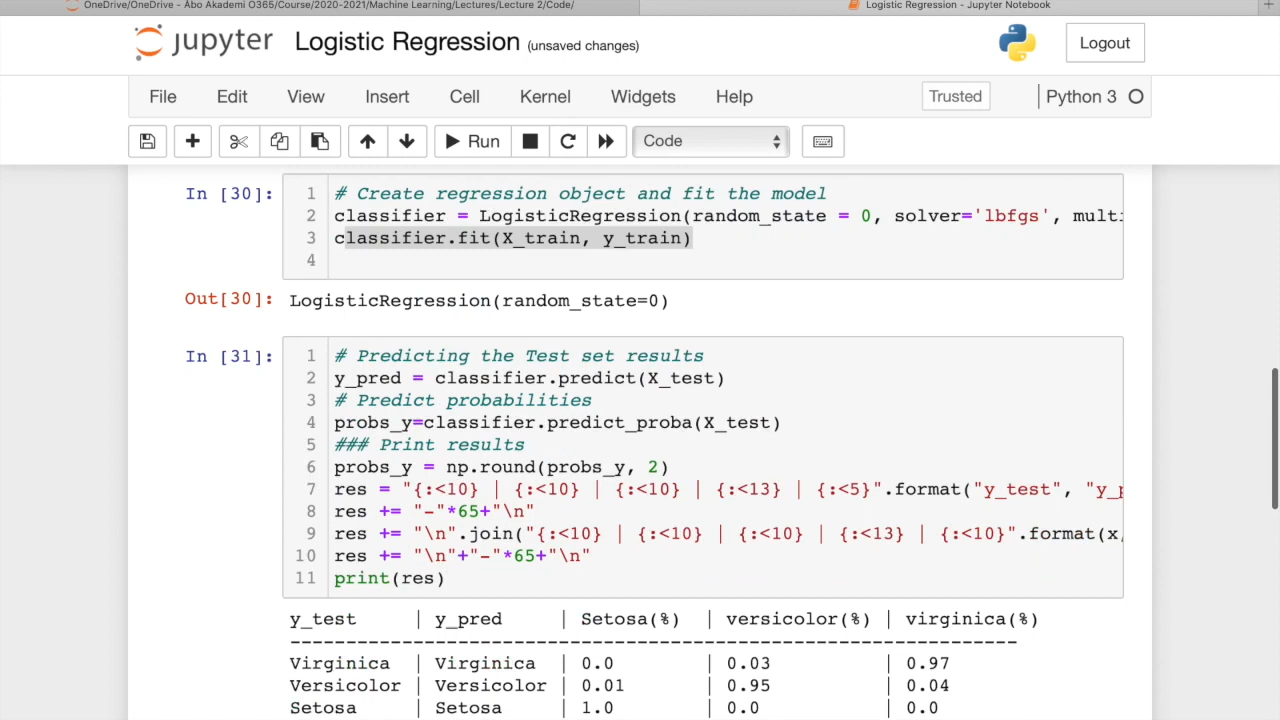 OneDrive/OneDrive - Åbo Akademi O365/Course/2020-2021/Machine Learning/Lectures/Lecture 2/Code/
Logistic Regression - Jupyter Notebook
jupyter Logistic Regression (unsaved changes)
Logout
File Edit View Insert Cell Kernel Widgets Help
Trusted
Python 3
Run
Code
In [30]:
1 # Create regression object and fit the model
2 classifier = LogisticRegression(random_state = 0, solver='lbfgs', multi
3 classifier.fit(X_train, y_train)
4
Out[30]: LogisticRegression(random_state=0)
In [31]:
1 # Predicting the Test set results
2 y_pred = classifier.predict(X_test)
3 # Predict probabilities
4 probs_y=classifier.predict_proba(X_test)
5 ### Print results
6 probs_y = np.round(probs_y, 2)
7 res = "{:<10} | {:<10} | {:<10} | {:<13} | {:<5}".format("y_test", "y_p
8 res += "-"*65+"\n"
9 res += "\n".join("{:<10} | {:<10} | {:<10} | {:<13} | {:<10}".format(x,
10 res += "\n"+"-"*65+"\n"
11 print(res)
y_test | y_pred | Setosa(%) | versicolor(%) | virginica(%)
-----------------------------------------------------------------
Virginica | Virginica | 0.0 | 0.03 | 0.97
Versicolor | Versicolor | 0.01 | 0.95 | 0.04
Setosa | Setosa | 1.0 | 0.0 | 0.0